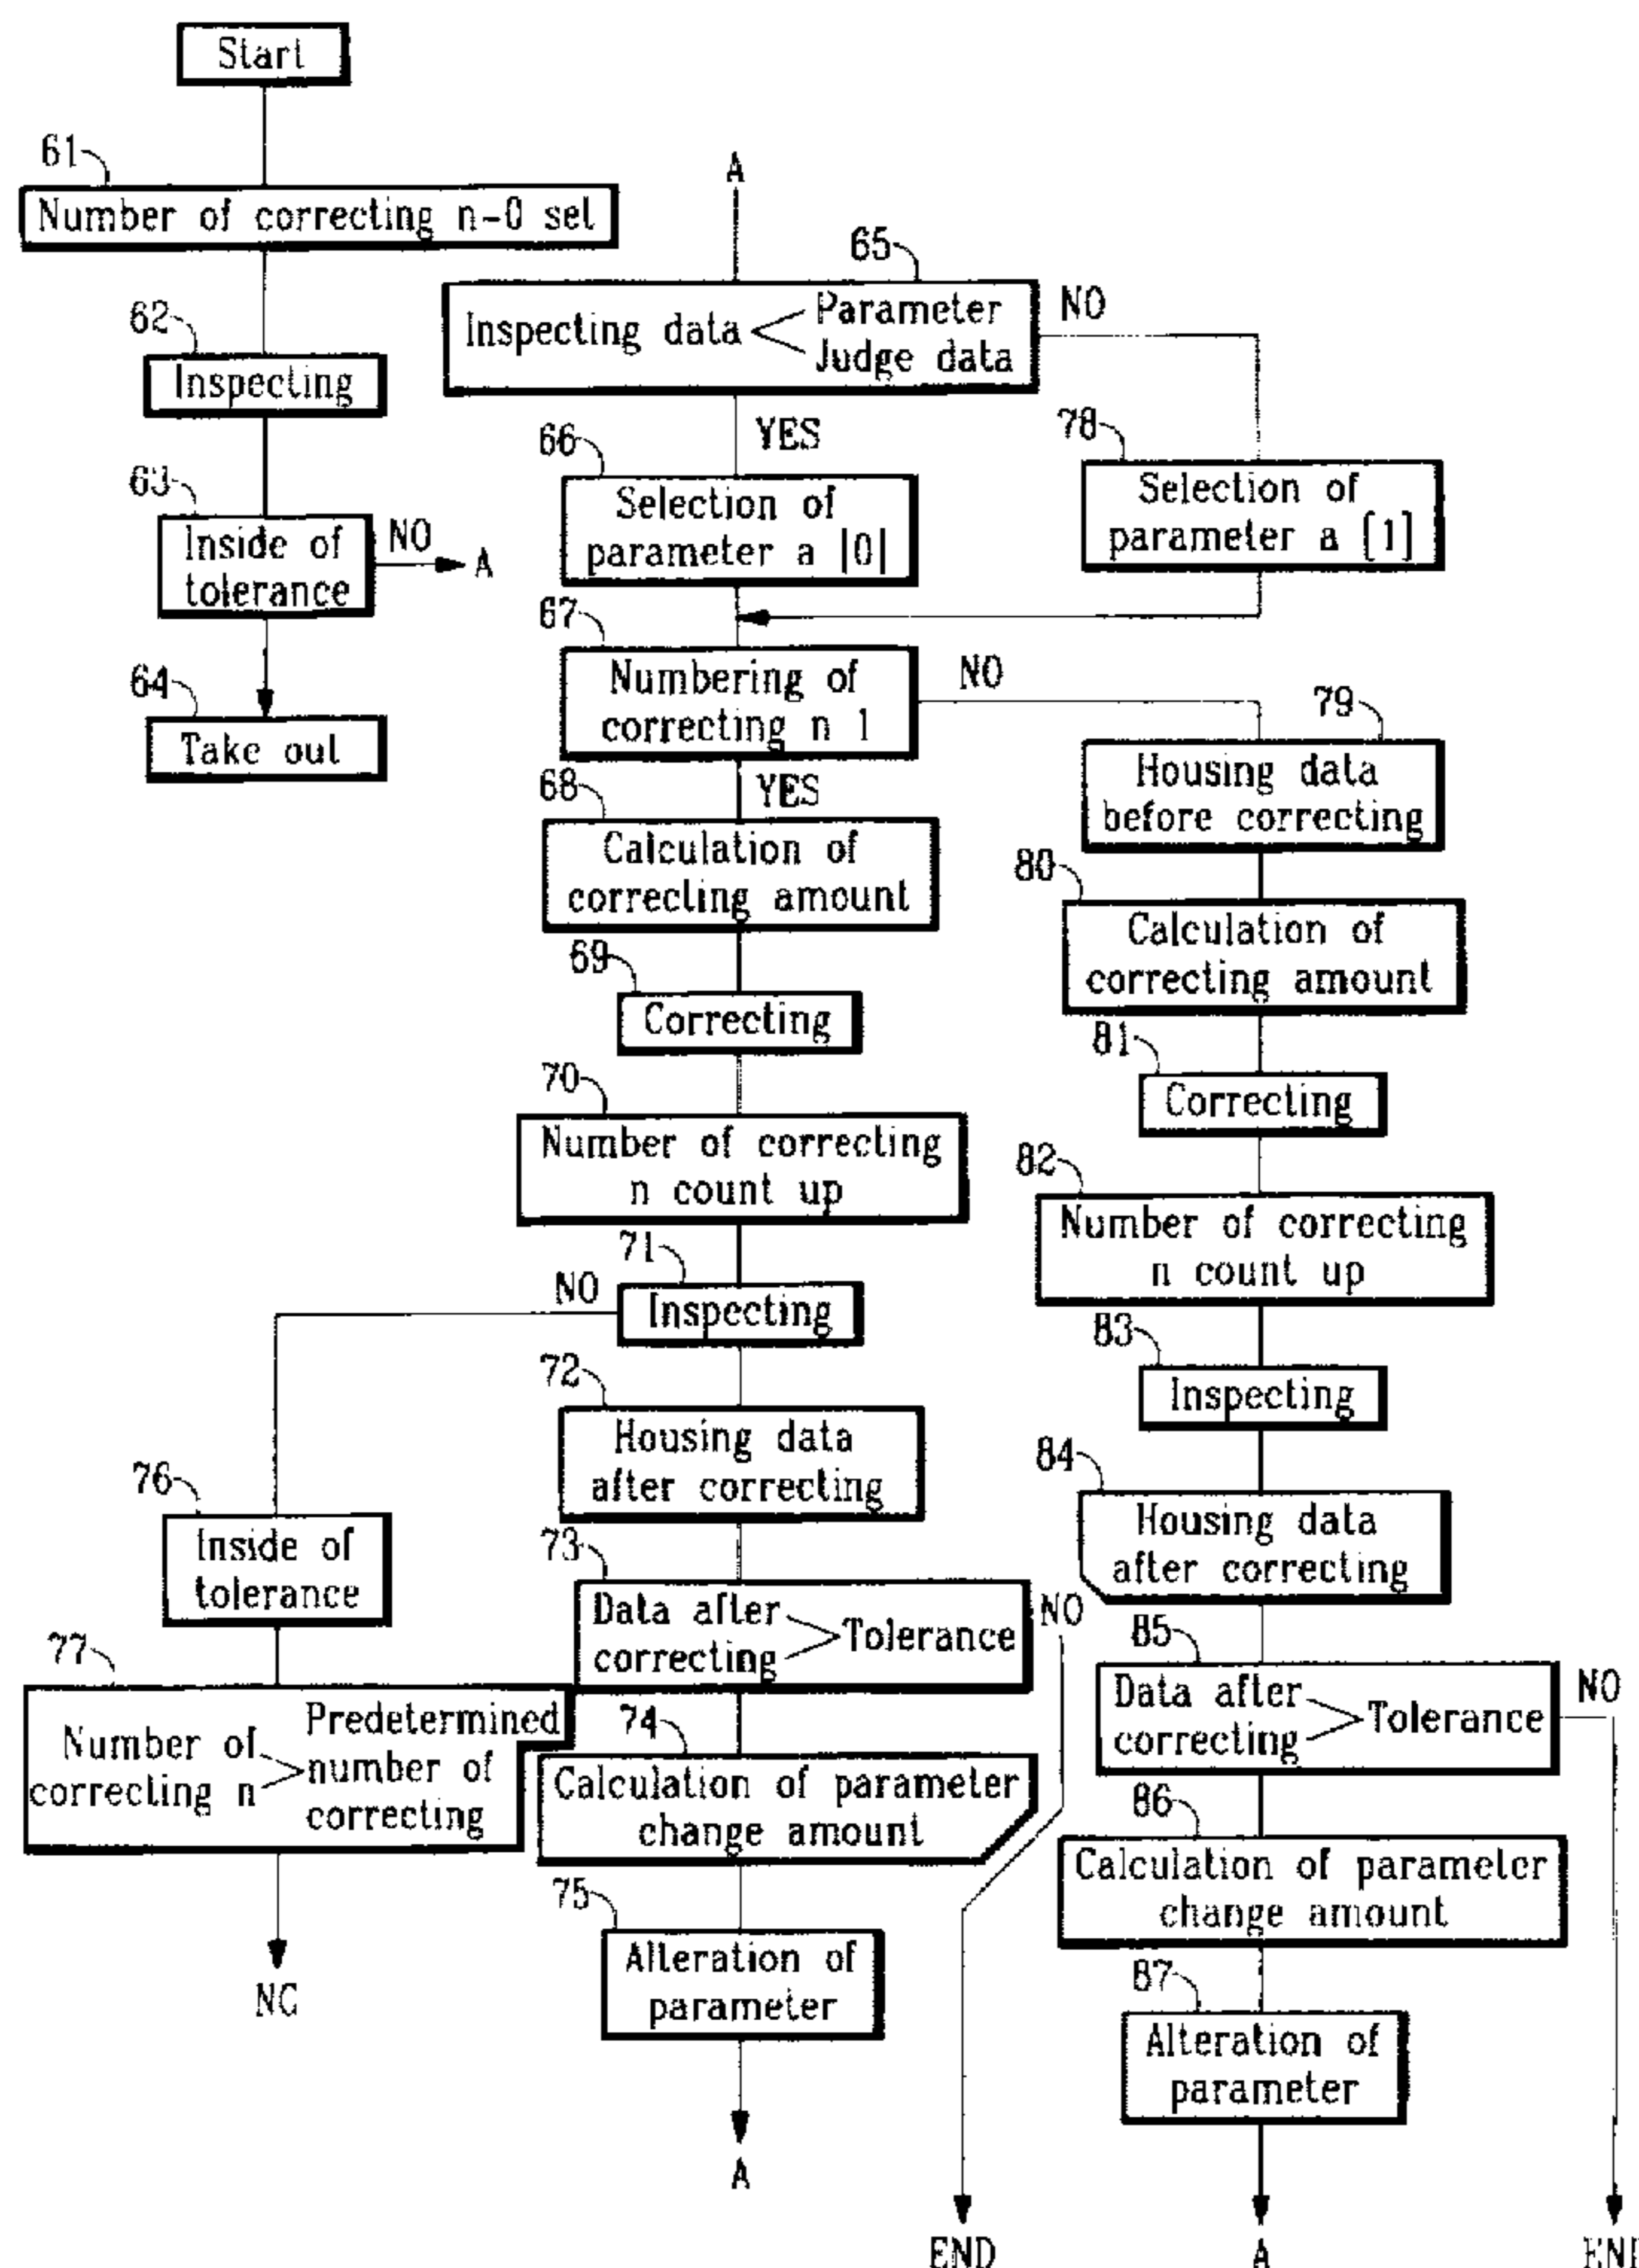 Start
61
Number of correcting n-0 set
62
Inspecting
63
Inside of
tolerance
NO
A
64
Take out
A
65
Inspecting data < Parameter
Judge data
NO
YES
66
Selection of
parameter a |0|
78
Selection of
parameter a [1]
67
Numbering of
correcting n 1
NO
YES
68
Calculation of
correcting amount
69
Correcting
70
Number of correcting
n count up
71
Inspecting
NO
72
Housing data
after correcting
73
Data after
correcting > Tolerance
NO
74
Calculation of parameter
change amount
75
Alteration of
parameter
A
END
76
Inside of
tolerance
77
Number of
correcting n > Predetermined
number of
correcting
NG
79
Housing data
before correcting
80
Calculation of
correcting amount
81
Correcting
82
Number of correcting
n count up
83
Inspecting
84
Housing data
after correcting
85
Data after
correcting > Tolerance
NO
86
Calculation of parameter
change amount
87
Alteration of
parameter
A
END